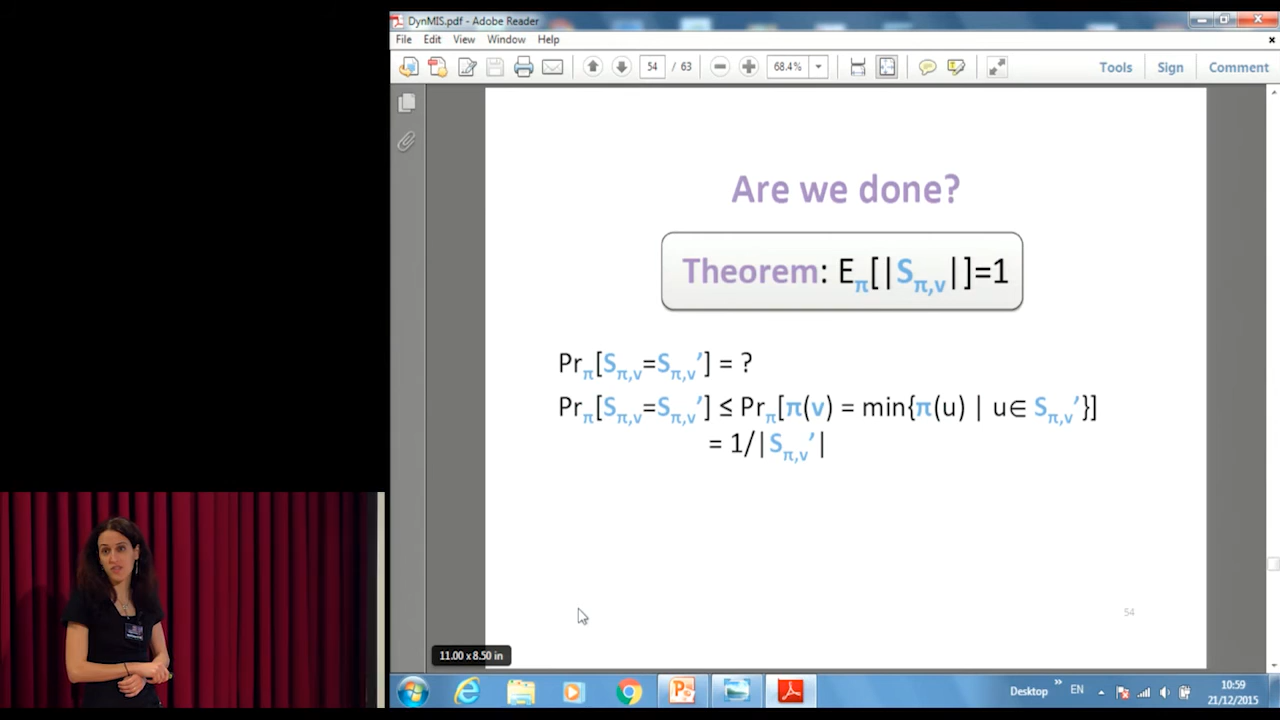 DynMIS.pdf - Adobe Reader
File Edit View Window Help
54 / 63 68.4% Tools Sign Comment
Are we done?
Theorem: Eπ[|Sπ,v|]=1
Prπ[Sπ,v=Sπ,v’] = ?
Prπ[Sπ,v=Sπ,v’] ≤ Prπ[π(v) = min{π(u) | u∈ Sπ,v’}]
= 1/|Sπ,v’|
54
11.00 x 8.50 in
Desktop » EN 10:59
21/12/2015